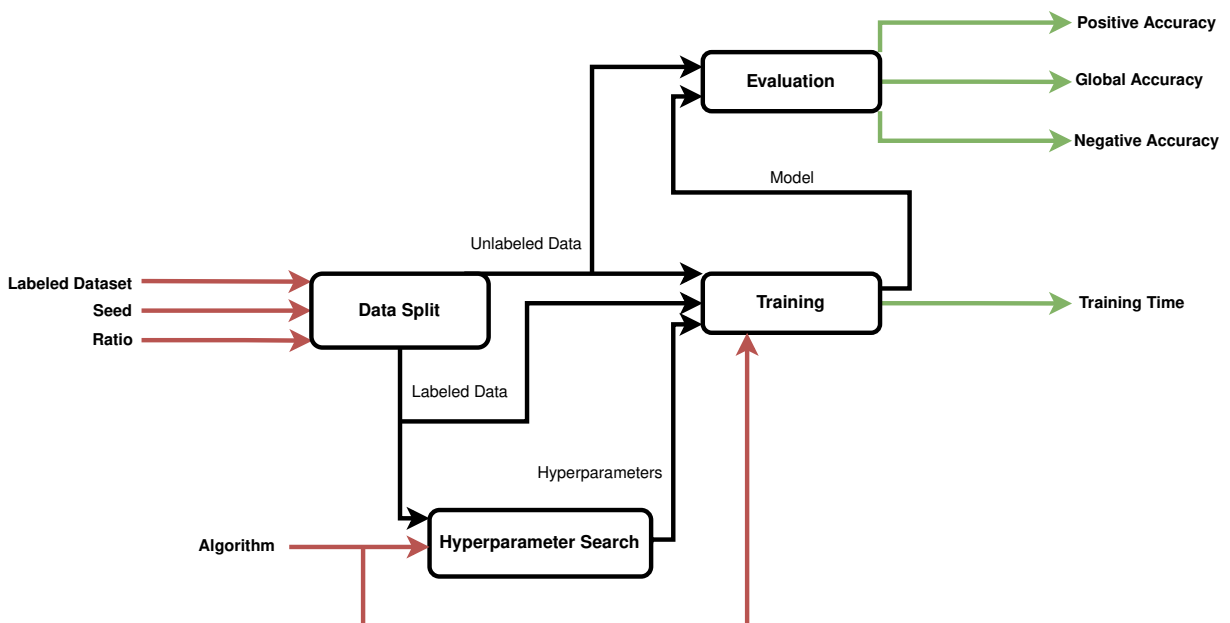 Positive Accuracy
Evaluation
Global Accuracy
Negative Accuracy
Model
Unlabeled Data
Labeled Dataset
Seed
Ratio
Data Split
Training
Training Time
Labeled Data
Hyperparameters
Algorithm
Hyperparameter Search